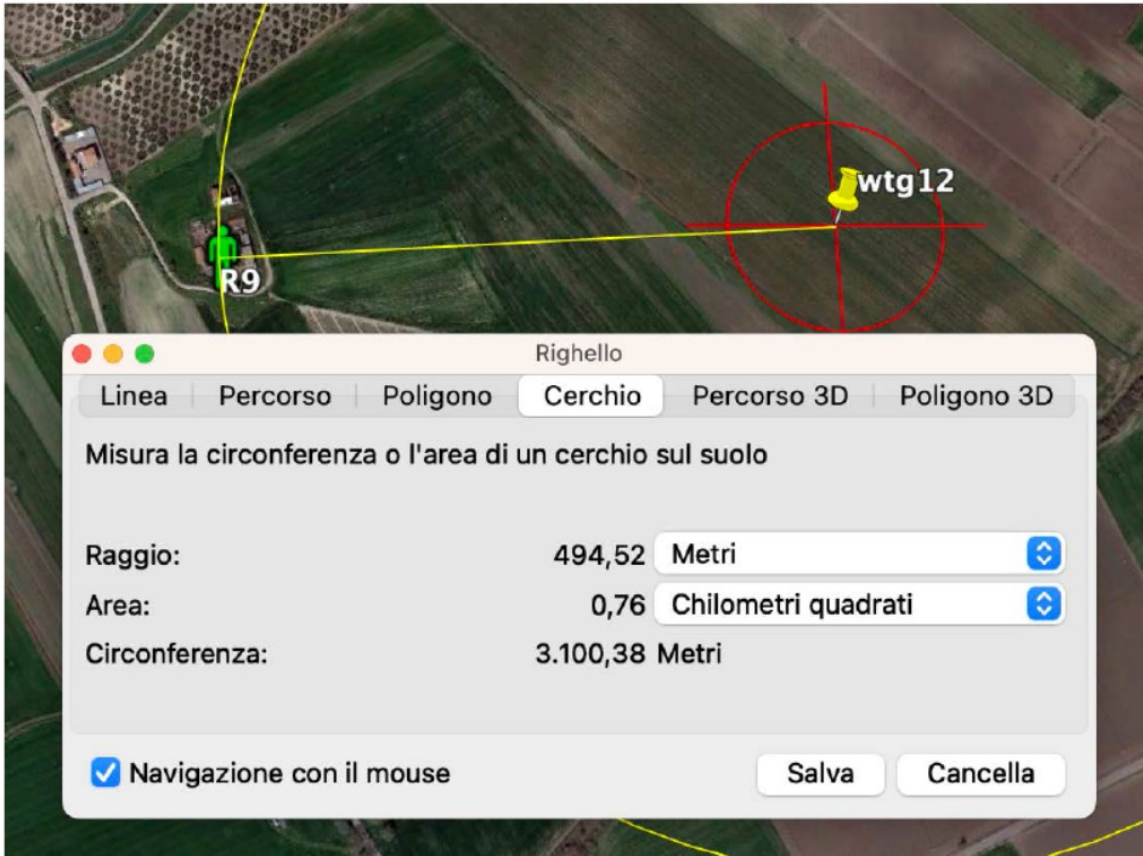 wtg12
R9
Righello
Linea Percorso Poligono Cerchio Percorso 3D Poligono 3D
Misura la circonferenza o l'area di un cerchio sul suolo
Raggio: 494,52 Metri
Area: 0,76 Chilometri quadrati
Circonferenza: 3.100,38 Metri
Navigazione con il mouse Salva Cancella